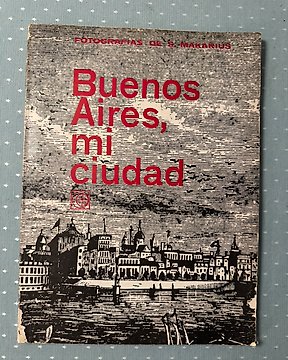 FOTOGRAFIAS DE S. MAKARIUS
Buenos
Aires,
mi
ciudad